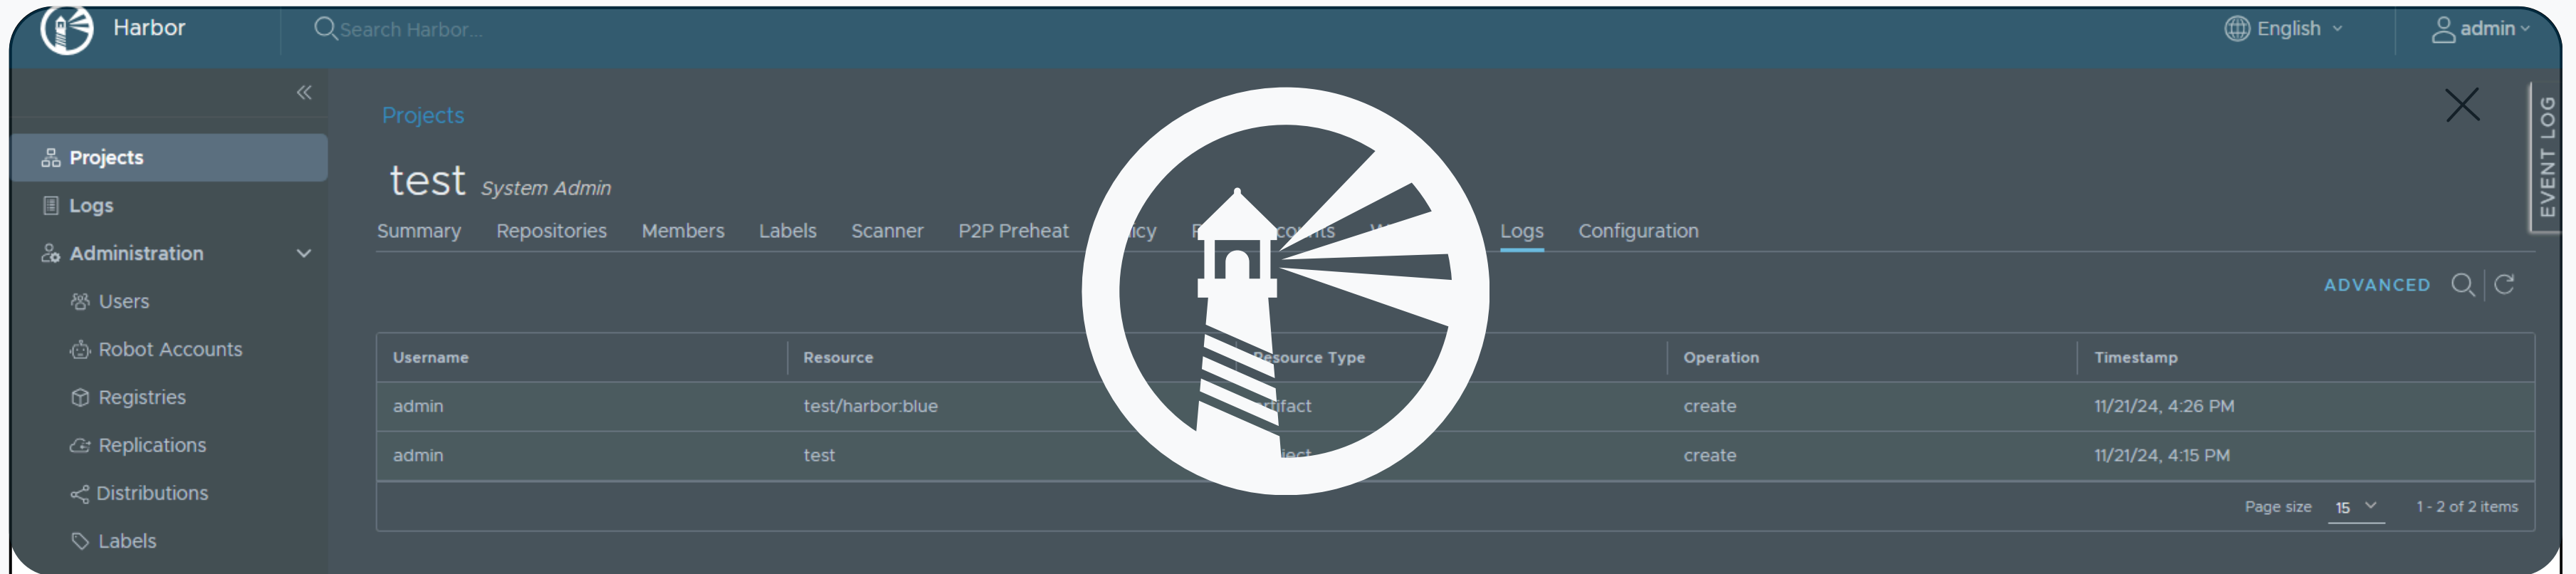 Harbor Search Harbor... English admin
EVENT LOG
Projects
Projects
test System Admin
Logs
Summary Repositories Members Labels Scanner P2P Preheat Logs Configuration
Administration
ADVANCED
Users
Robot Accounts
Username Resource Resource Type Operation Timestamp
Registries
admin test/harbor:blue create 11/21/24, 4:26 PM
Replications
admin test create 11/21/24, 4:15 PM
Distributions
Page size 15 1 - 2 of 2 items
Labels